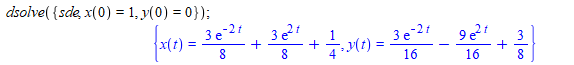 dsolve({sde, x(0) = 1, y(0) = 0});
{x(t) = 3 e^(-2 t)/8 + 3 e^(2 t)/8 + 1/4, y(t) = 3 e^(-2 t)/16 - 9 e^(2 t)/16 + 3/8}